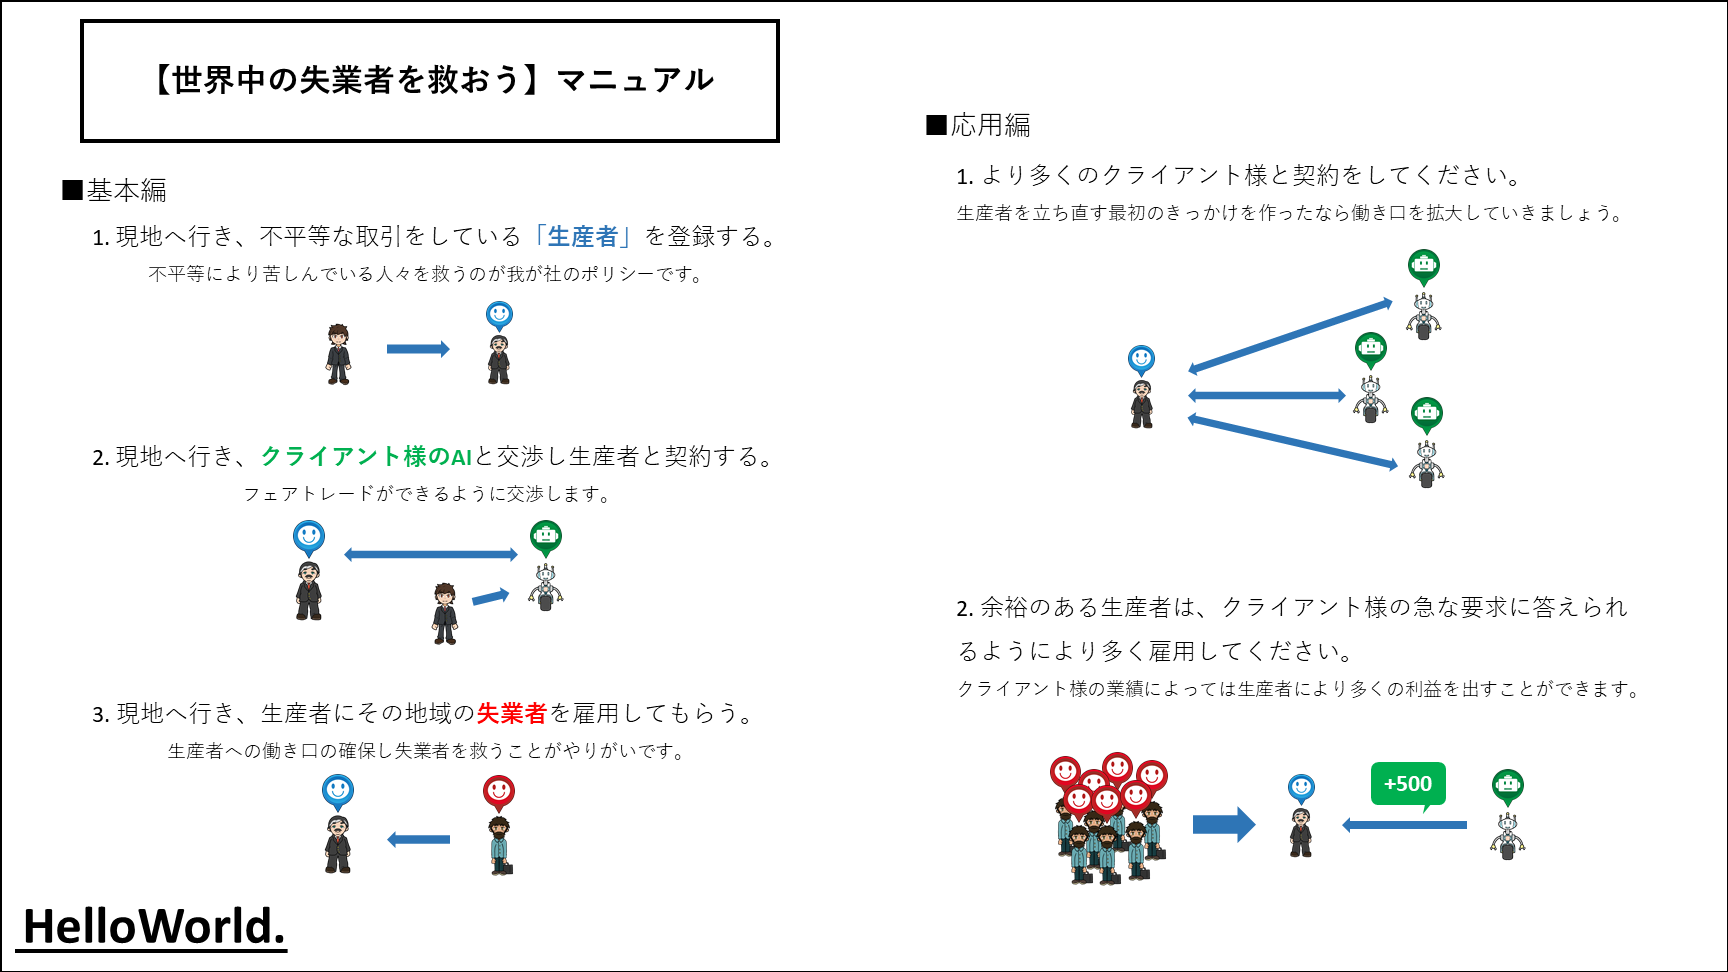 【世界中の失業者を救おう】マニュアル
■基本編
1. 現地へ行き、不平等な取引をしている「生産者」を登録する。
不平等により苦しんでいる人々を救うのが我が社のポリシーです。
2. 現地へ行き、クライアント様のAIと交渉し生産者と契約する。
フェアトレードができるように交渉します。
3. 現地へ行き、生産者にその地域の失業者を雇用してもらう。
生産者への働き口の確保し失業者を救うことがやりがいです。
HelloWorld.
■応用編
1. より多くのクライアント様と契約をしてください。
生産者を立ち直す最初のきっかけを作ったなら働き口を拡大していきましょう。
2. 余裕のある生産者は、クライアント様の急な要求に答えられ
るようにより多く雇用してください。
クライアント様の業績によっては生産者により多くの利益を出すことができます。
+500